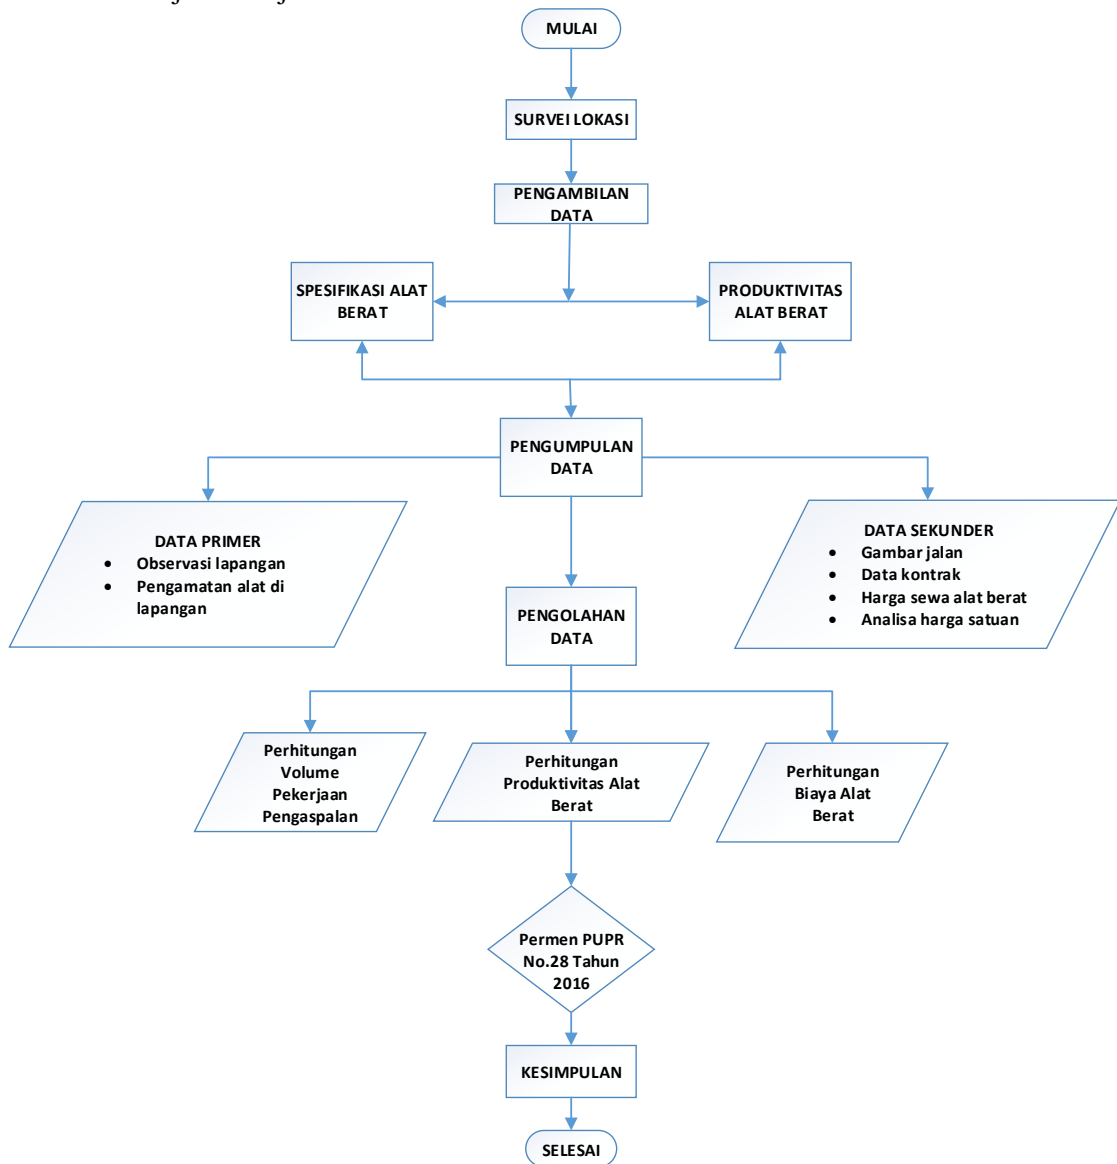 MULAI
SURVEI LOKASI
PENGAMBILAN
DATA
SPESIFIKASI ALAT
BERAT
PRODUKTIVITAS
ALAT BERAT
PENGUMPULAN
DATA
DATA PRIMER
• Observasi lapangan
• Pengamatan alat di
lapangan
DATA SEKUNDER
• Gambar jalan
• Data kontrak
• Harga sewa alat berat
• Analisa harga satuan
PENGOLAHAN
DATA
Perhitungan
Volume
Pekerjaan
Pengaspalan
Perhitungan
Produktivitas Alat
Berat
Perhitungan
Biaya Alat
Berat
Permen PUPR
No.28 Tahun
2016
KESIMPULAN
SELESAI